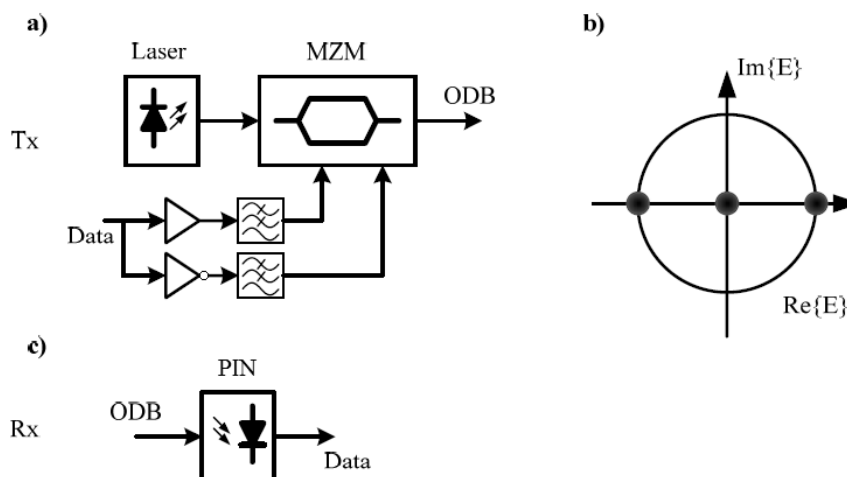 a)
b)
Laser
MZM
Im{E}
ODB
Tx
Data
Re{E}
c)
PIN
ODB
Rx
Data